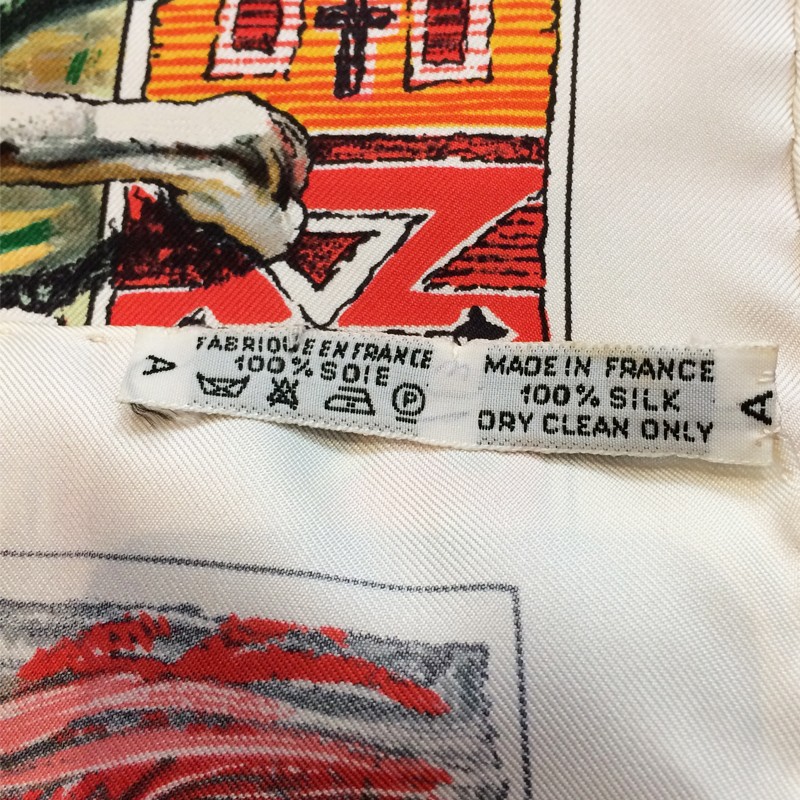 A
FABRIQUE EN FRANCE
100% SOIE
P
MADE IN FRANCE
100% SILK
DRY CLEAN ONLY
A